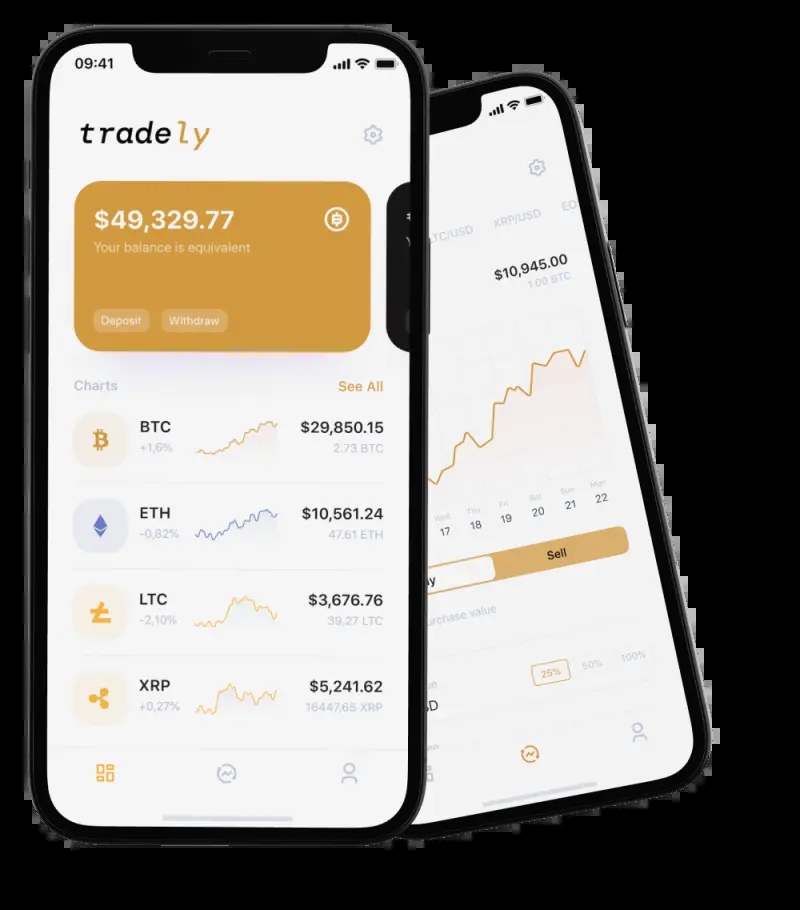 09:41
tradely
$49,329.77
Your balance is equivalent
Deposit
Withdraw
Charts
See All
BTC
$29,850.15
+1,6%
2.73 BTC
ETH
$10,561.24
-0,82%
47.61 ETH
LTC
$3,676.76
-2,10%
39,27 LTC
XRP
$5,241.62
+0,27%
16447,65 XRP
TC/USD
XRP/USD
EO
$10,945.00
1.00 BTC
Wed
Thu
Fri
Sat
Sun
Mon
17
18
19
20
21
22
y
Sell
urchase value
ue
25%
50%
100%
SD